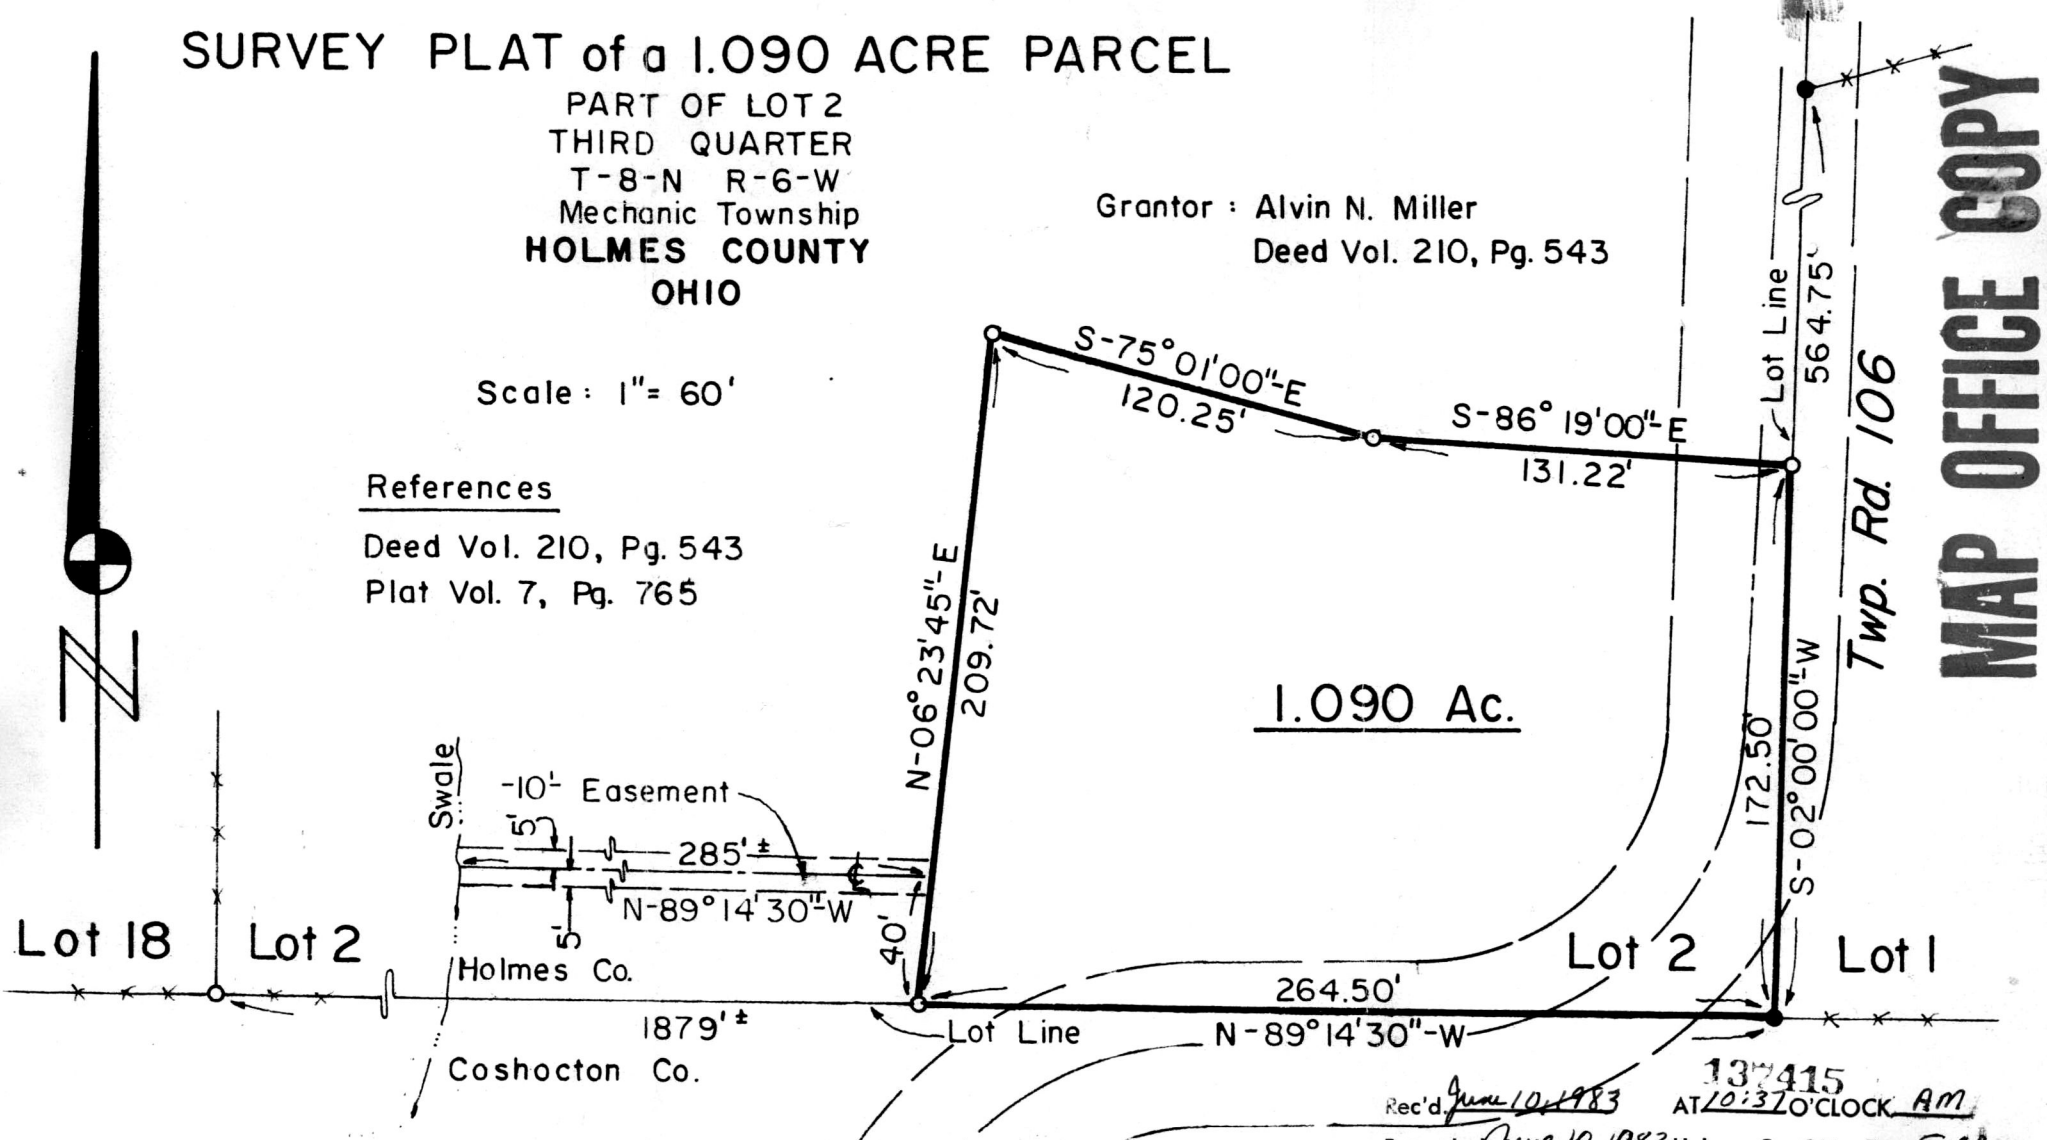 SURVEY PLAT of a 1.090 ACRE PARCEL
PART OF LOT 2
THIRD QUARTER
T-8-N R-6-W
Mechanic Township
HOLMES COUNTY
OHIO
Grantor : Alvin N. Miller
Deed Vol. 210, Pg. 543
Scale : 1"= 60'
References
Deed Vol. 210, Pg. 543
Plat Vol. 7, Pg. 765
MAP OFFICE COPY
Lot Line
564.75'
Twp. Rd. 106
S-75°01'00"-E
120.25'
S-86°19'00"-E
131.22'
N-06°23'45"-E
209.72'
1.090 Ac.
172.50'
S-02°00'00"-W
N
Swale
-10'- Easement
5'
285'±
N-89°14'30"-W
5'
40'
Lot 18
Lot 2
Lot 2
Lot 1
Holmes Co.
264.50'
1879'±
Lot Line
N-89°14'30"-W
Coshocton Co.
137415
Rec'd. June 10, 1983 AT 10:37 O'CLOCK AM